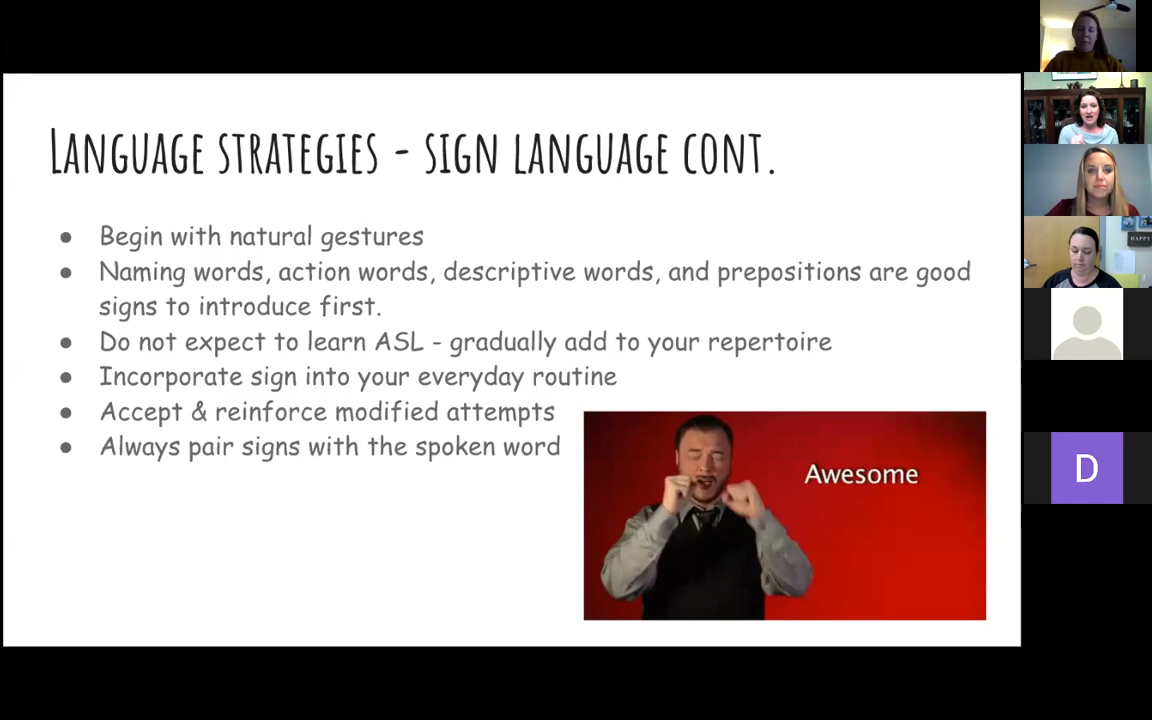 Language strategies - sign language cont.
● Begin with natural gestures
● Naming words, action words, descriptive words, and prepositions are good
signs to introduce first.
● Do not expect to learn ASL - gradually add to your repertoire
● Incorporate sign into your everyday routine
● Accept & reinforce modified attempts
● Always pair signs with the spoken word
Awesome
HAPPY
D